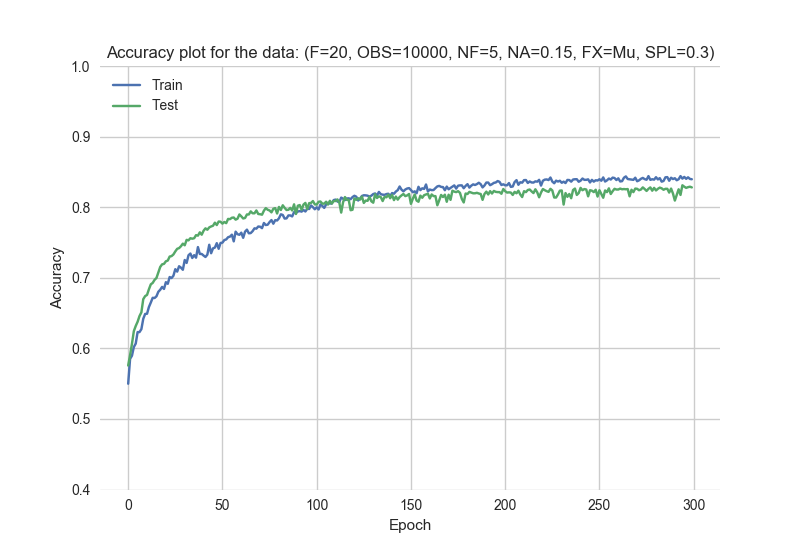 Accuracy plot for the data: (F=20, OBS=10000, NF=5, NA=0.15, FX=Mu, SPL=0.3)
Train
Test
1.0
0.9
0.8
0.7
0.6
0.5
0.4
Accuracy
0 50 100 150 200 250 300
Epoch